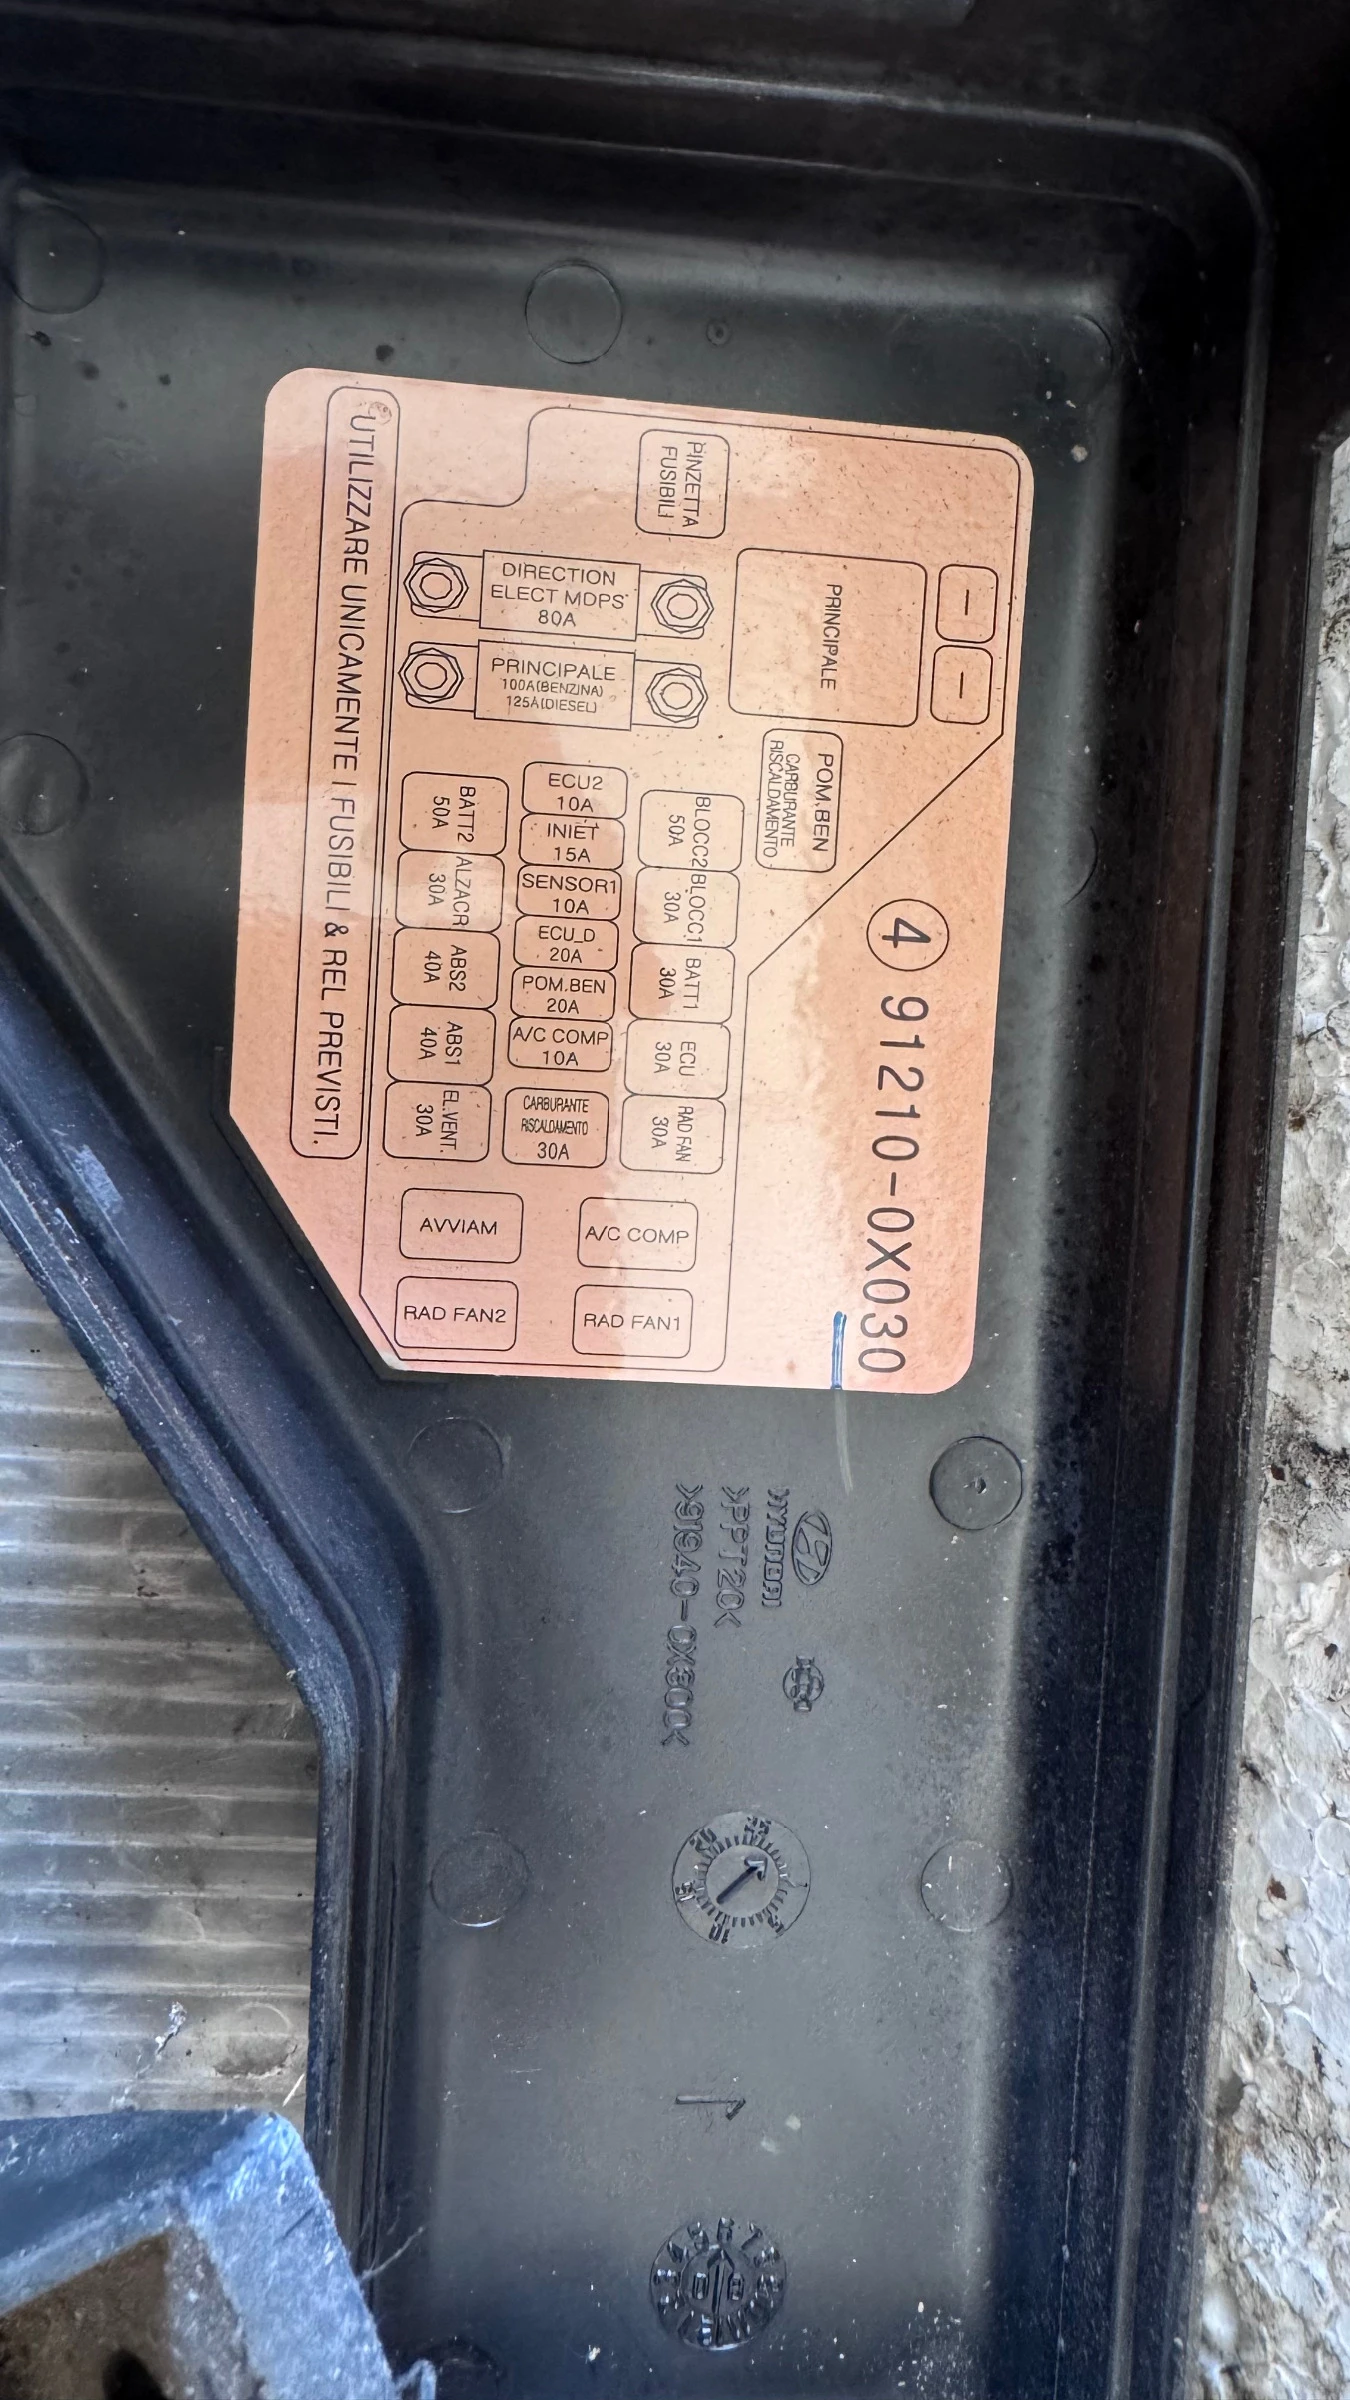 ④ 91210-0X030
PINZETTA
FUSIBILI
PRINCIPALE
POM.BEN
CARBURANTE
RISCALDAMENTO
DIRECTION
ELECT MDPS
80A
PRINCIPALE
100A(BENZINA)
125A(DIESEL)
BLOCC2
50A
BLOCC1
30A
BATT1
30A
ECU
30A
RAD FAN
30A
ECU2
10A
INIET
15A
SENSOR1
10A
ECU_D
20A
POM.BEN
20A
A/C COMP
10A
CARBURANTE
RISCALDAMENTO
30A
BATT2
50A
ALZACR
30A
ABS2
40A
ABS1
40A
EL.VENT.
30A
AVVIAM
A/C COMP
RAD FAN2
RAD FAN1
UTILIZZARE UNICAMENTE I FUSIBILI & REL PREVISTI.
HYUNDAI
>PPT20<
>91940-0X300<